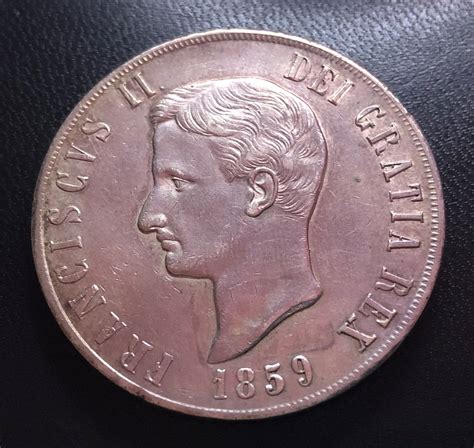 FRANCISCVS II. DEI GRATIA REX
1859